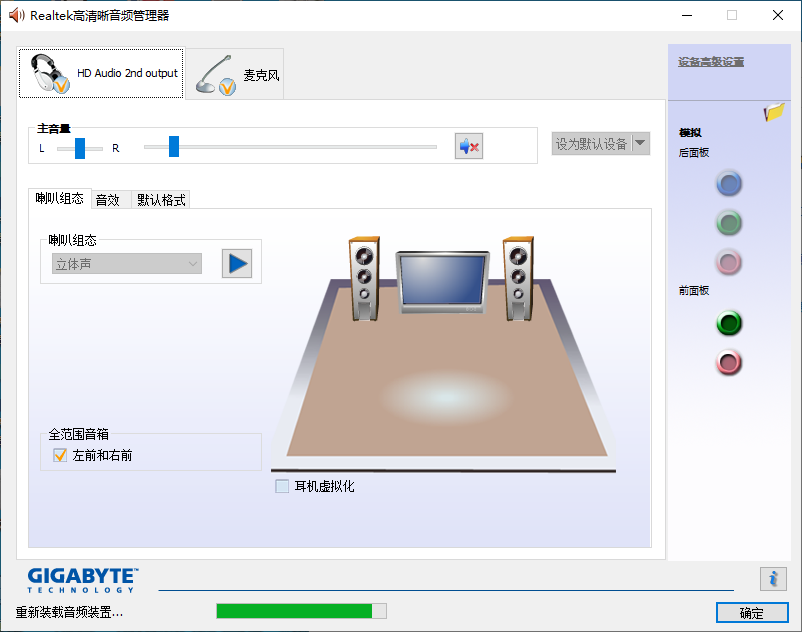 Realtek高清晰音频管理器
HD Audio 2nd output
麦克风
设备高级设置
主音量
L
R
设为默认设备
模拟
后面板
喇叭组态
音效
默认格式
喇叭组态
立体声
前面板
全范围音箱
左前和右前
耳机虚拟化
GIGABYTE™
TECHNOLOGY
重新装载音频装置...
确定